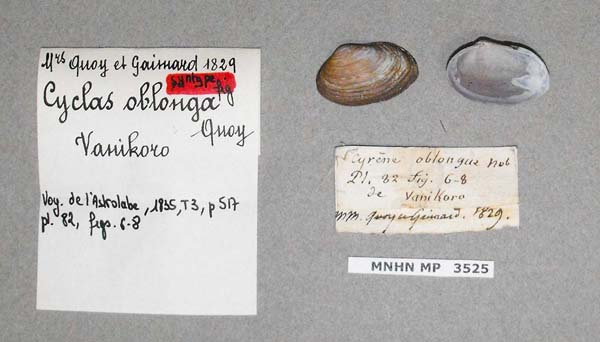 Mrs Quoy et Gaimard 1829
syntype fig
Cyclas oblonga
Quoy
Vanikoro
Voy. de l'Astrolabe, 1835, T3, p 517
pl. 82, figs. 6-8
Cyrène oblongue nob
Pl. 82 fig. 6-8
de Vanikoro
MM. quoy et Gaimard. 1829.
MNHN MP 3525